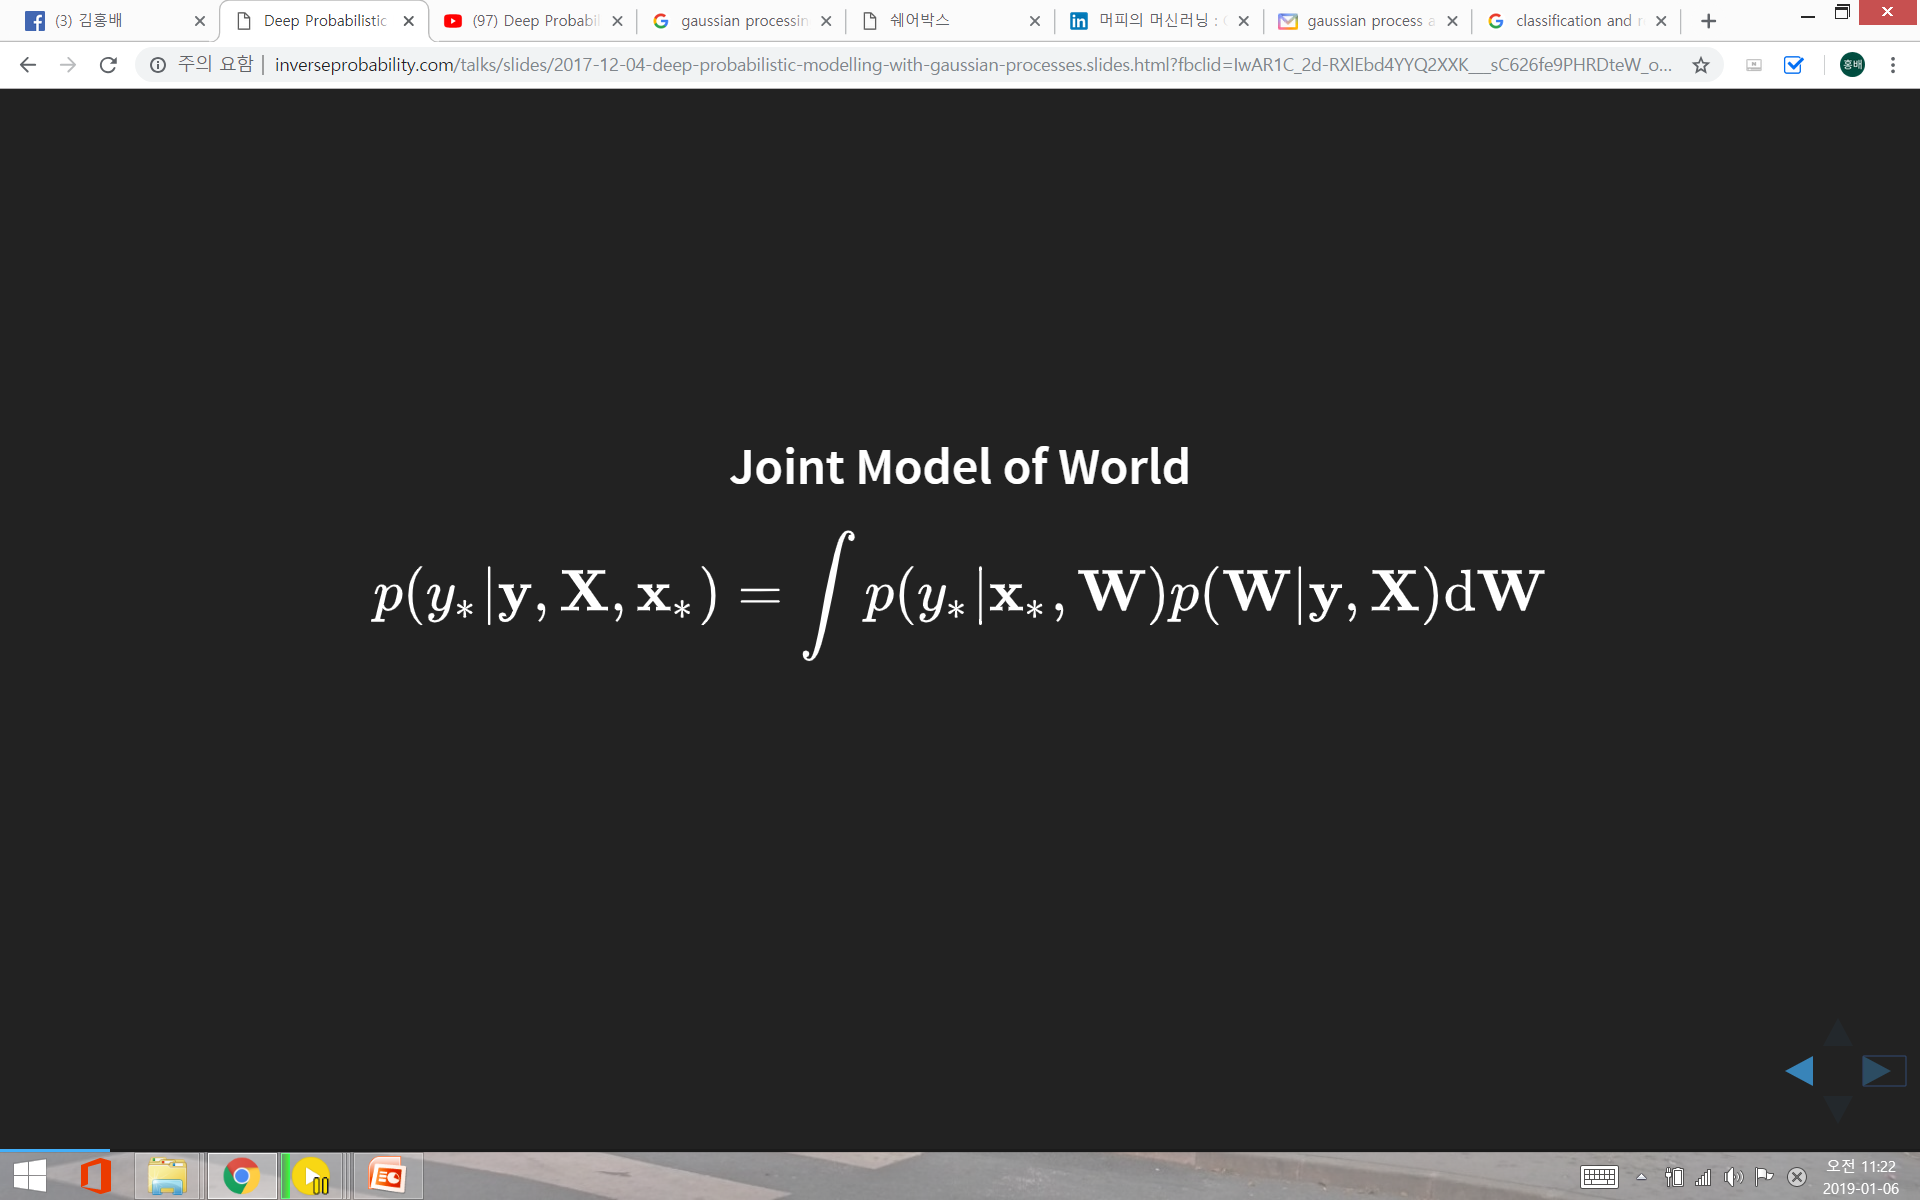 (3) 김홍배
Deep Probabilistic
(97) Deep Probabil
gaussian processin
쉐어박스
머피의 머신러닝 :
gaussian process a
classification and r
주의 요함 | inverseprobability.com/talks/slides/2017-12-04-deep-probabilistic-modelling-with-gaussian-processes.slides.html?fbclid=IwAR1C_2d-RXlEbd4YYQ2XXK___sC626fe9PHRDteW_o...
홍배
Joint Model of World
p(y_*|y, X, x_*) = ∫ p(y_*|x_*, W)p(W|y, X)dW
오전 11:22
2019-01-06